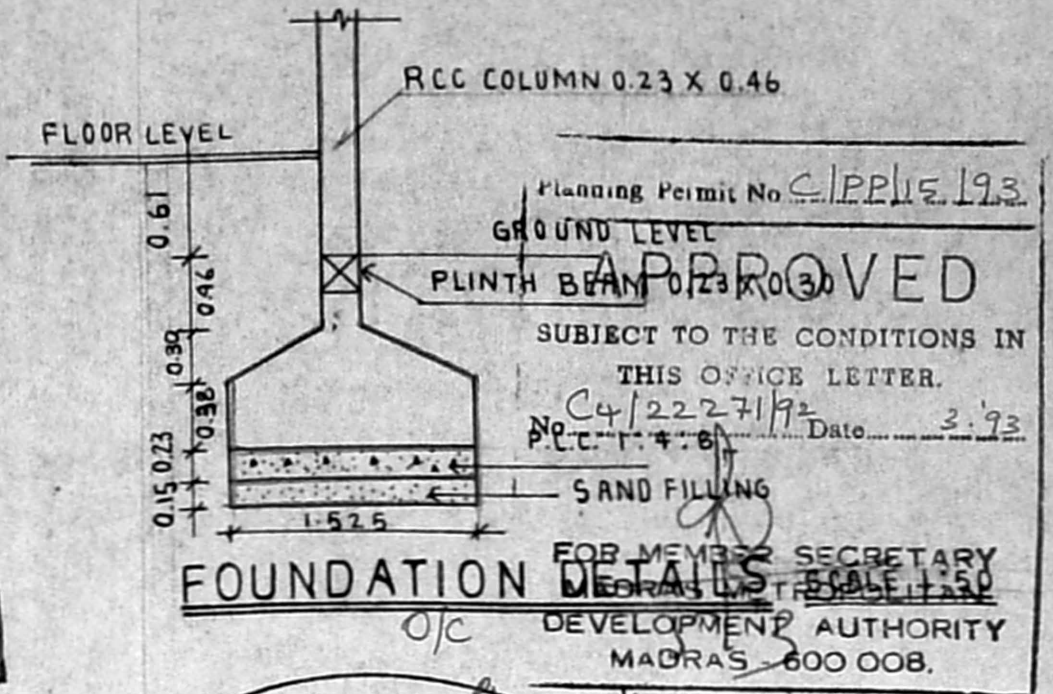 RCC COLUMN 0.23 X 0.46
FLOOR LEVEL
0.61
Planning Permit No C/PP/15/93
GROUND LEVEL
APPROVED
PLINTH BEAM 0.23 X 0.30
0.46
SUBJECT TO THE CONDITIONS IN
0.30
THIS OFFICE LETTER.
0.38
No C4/22271/92 Date 3.'93
P.C.C. 1:4:8
0.23
0.15
SAND FILLING
1.525
FOR MEMBER SECRETARY
FOUNDATION DETAILS SCALE 1:50
MADRAS METROPOLITAN
O/C
DEVELOPMENT AUTHORITY
MADRAS - 600 008.